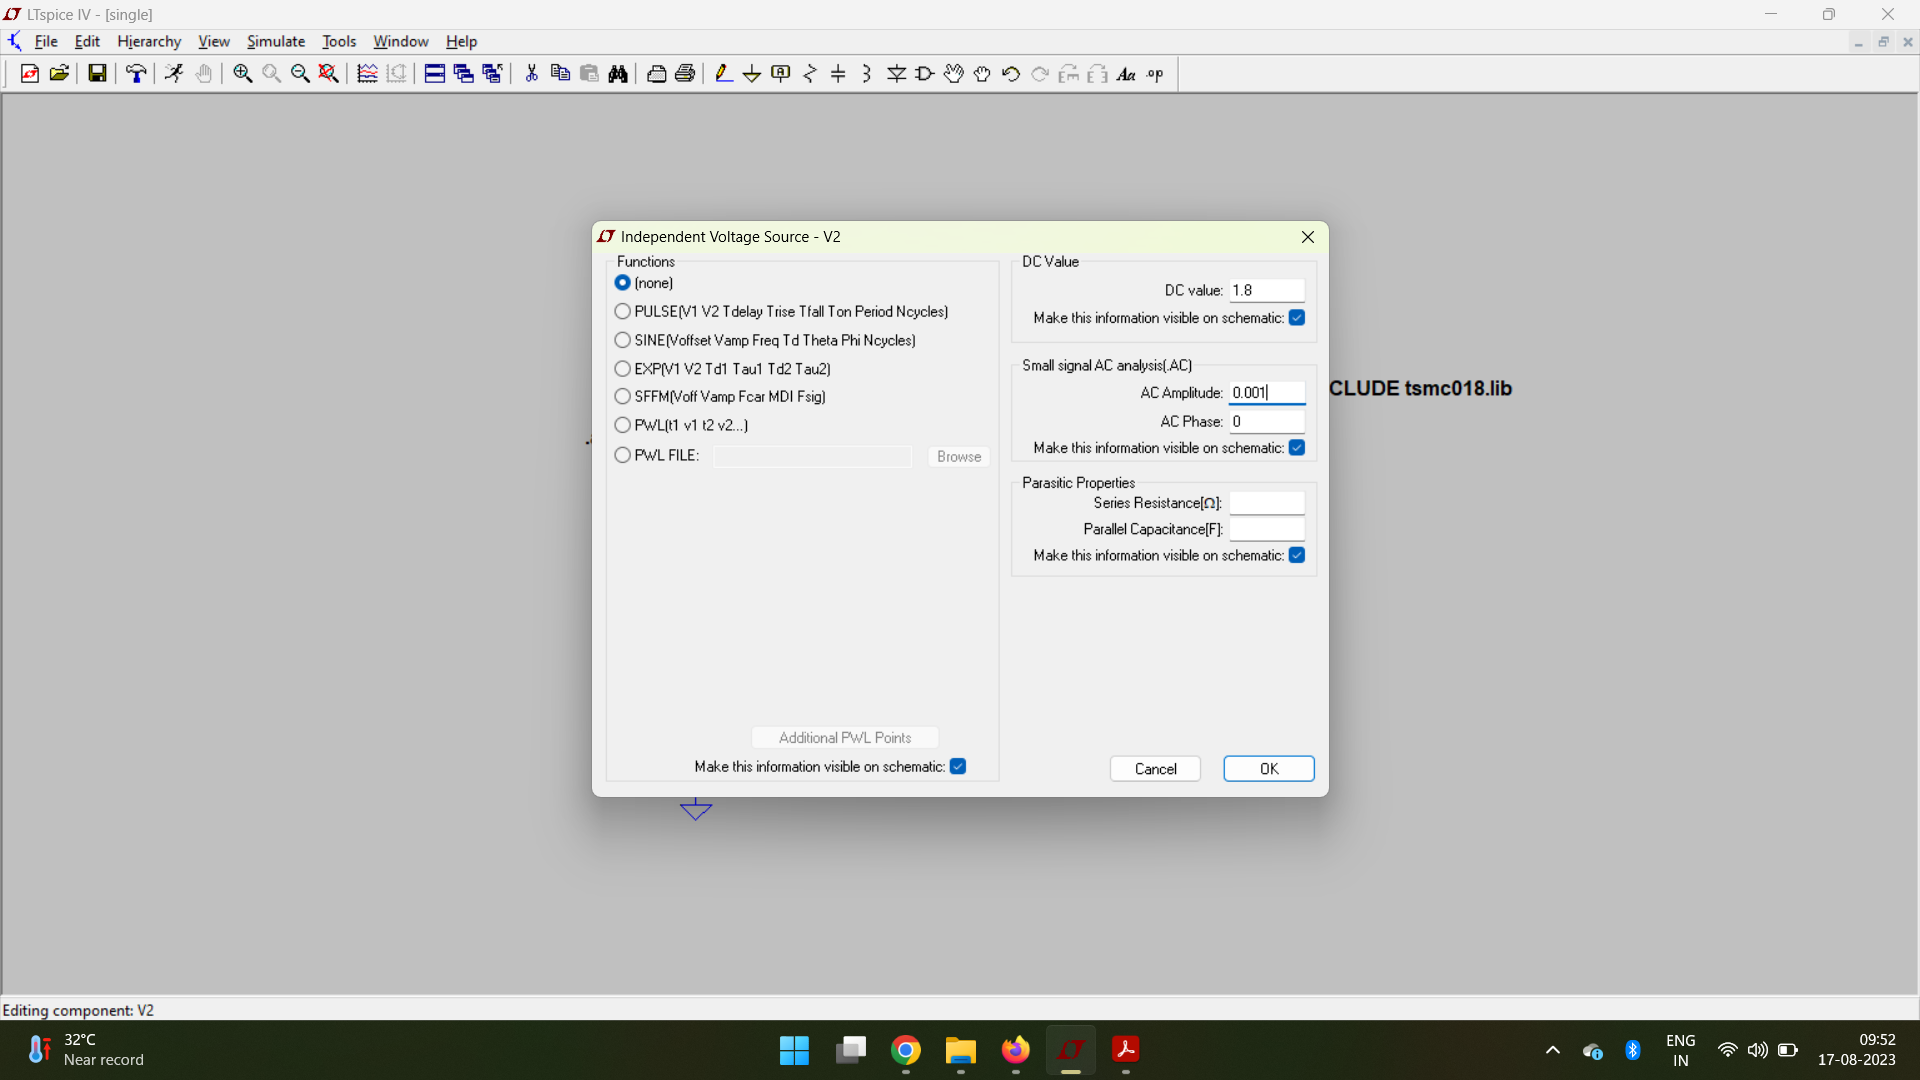 LTspice IV - [single]
File Edit Hierarchy View Simulate Tools Window Help
Aa .op
Independent Voltage Source - V2
Functions
(none)
PULSE(V1 V2 Tdelay Trise Tfall Ton Period Ncycles)
SINE(Voffset Vamp Freq Td Theta Phi Ncycles)
EXP(V1 V2 Td1 Tau1 Td2 Tau2)
SFFM(Voff Vamp Fcar MDI Fsig)
PWL(t1 v1 t2 v2...)
PWL FILE: Browse
Additional PWL Points
Make this information visible on schematic:
DC Value
DC value: 1.8
Make this information visible on schematic:
Small signal AC analysis(.AC)
AC Amplitude: 0.001
AC Phase: 0
Make this information visible on schematic:
Parasitic Properties
Series Resistance[Ω]:
Parallel Capacitance[F]:
Make this information visible on schematic:
Cancel OK
CLUDE tsmc018.lib
Editing component: V2
32°C
Near record
ENG
IN
09:52
17-08-2023